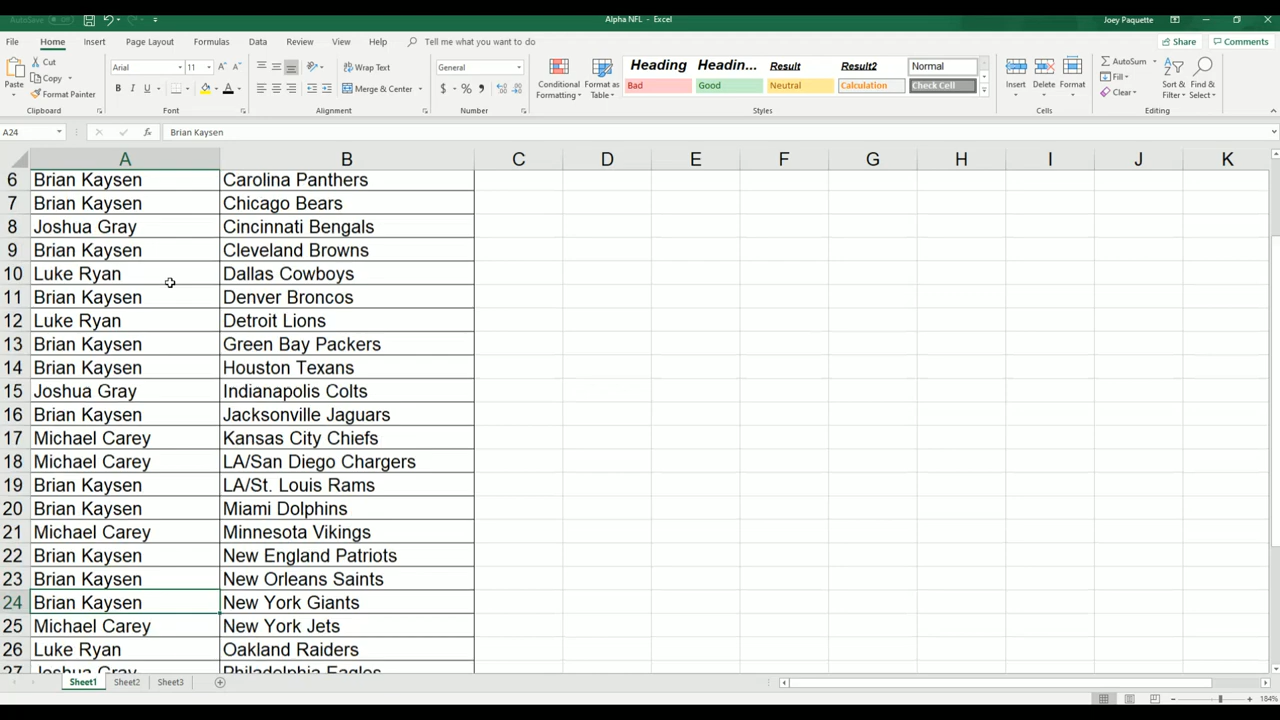 AutoSave
Alpha NFL - Excel
Joey Paquette
File Home Insert Page Layout Formulas Data Review View Help Tell me what you want to do
Share Comments
Paste
Cut
Copy
Format Painter
Clipboard
Arial 11
B I U
Font
Wrap Text
Merge & Center
Alignment
General
$ % ,
Number
Conditional Formatting
Format as Table
Heading Headin... Result Result2 Normal
Bad Good Neutral Calculation Check Cell
Styles
Insert Delete Format
Cells
AutoSum
Fill
Clear
Sort & Filter
Find & Select
Editing
A24 fx Brian Kaysen
A B C D E F G H I J K
6 Brian Kaysen Carolina Panthers
7 Brian Kaysen Chicago Bears
8 Joshua Gray Cincinnati Bengals
9 Brian Kaysen Cleveland Browns
10 Luke Ryan Dallas Cowboys
11 Brian Kaysen Denver Broncos
12 Luke Ryan Detroit Lions
13 Brian Kaysen Green Bay Packers
14 Brian Kaysen Houston Texans
15 Joshua Gray Indianapolis Colts
16 Brian Kaysen Jacksonville Jaguars
17 Michael Carey Kansas City Chiefs
18 Michael Carey LA/San Diego Chargers
19 Brian Kaysen LA/St. Louis Rams
20 Brian Kaysen Miami Dolphins
21 Michael Carey Minnesota Vikings
22 Brian Kaysen New England Patriots
23 Brian Kaysen New Orleans Saints
24 Brian Kaysen New York Giants
25 Michael Carey New York Jets
26 Luke Ryan Oakland Raiders
27 Joshua Gray Philadelphia Eagles
Sheet1 Sheet2 Sheet3
184%